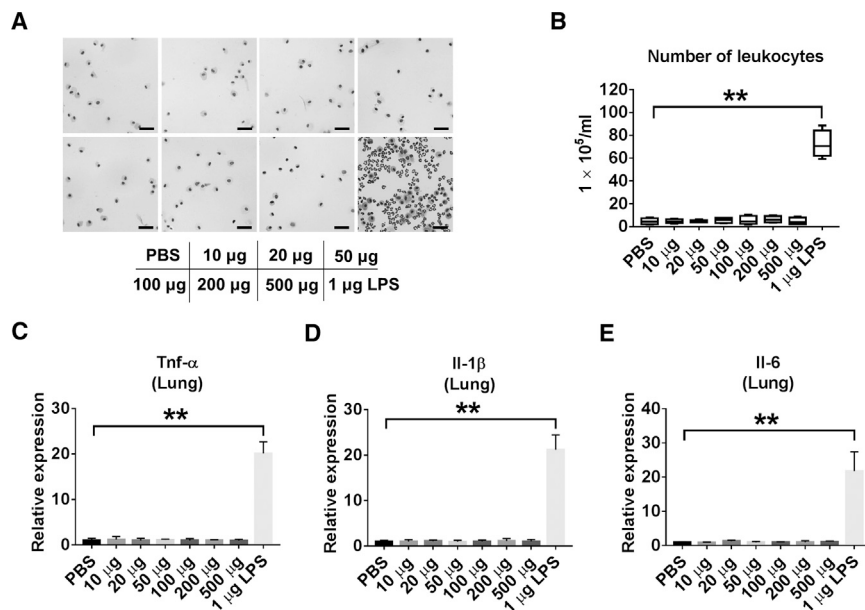 A
PBS 10 µg 20 µg 50 µg
100 µg 200 µg 500 µg 1 µg LPS
B
Number of leukocytes
1 × 10⁵/ml
120
100
80
60
40
20
0
**
PBS
10 µg
20 µg
50 µg
100 µg
200 µg
500 µg
1 µg LPS
C
Tnf-α
(Lung)
Relative expression
30
20
10
0
**
PBS
10 µg
20 µg
50 µg
100 µg
200 µg
500 µg
1 µg LPS
D
Il-1β
(Lung)
Relative expression
30
20
10
0
**
PBS
10 µg
20 µg
50 µg
100 µg
200 µg
500 µg
1 µg LPS
E
Il-6
(Lung)
Relative expression
40
30
20
10
0
**
PBS
10 µg
20 µg
50 µg
100 µg
200 µg
500 µg
1 µg LPS